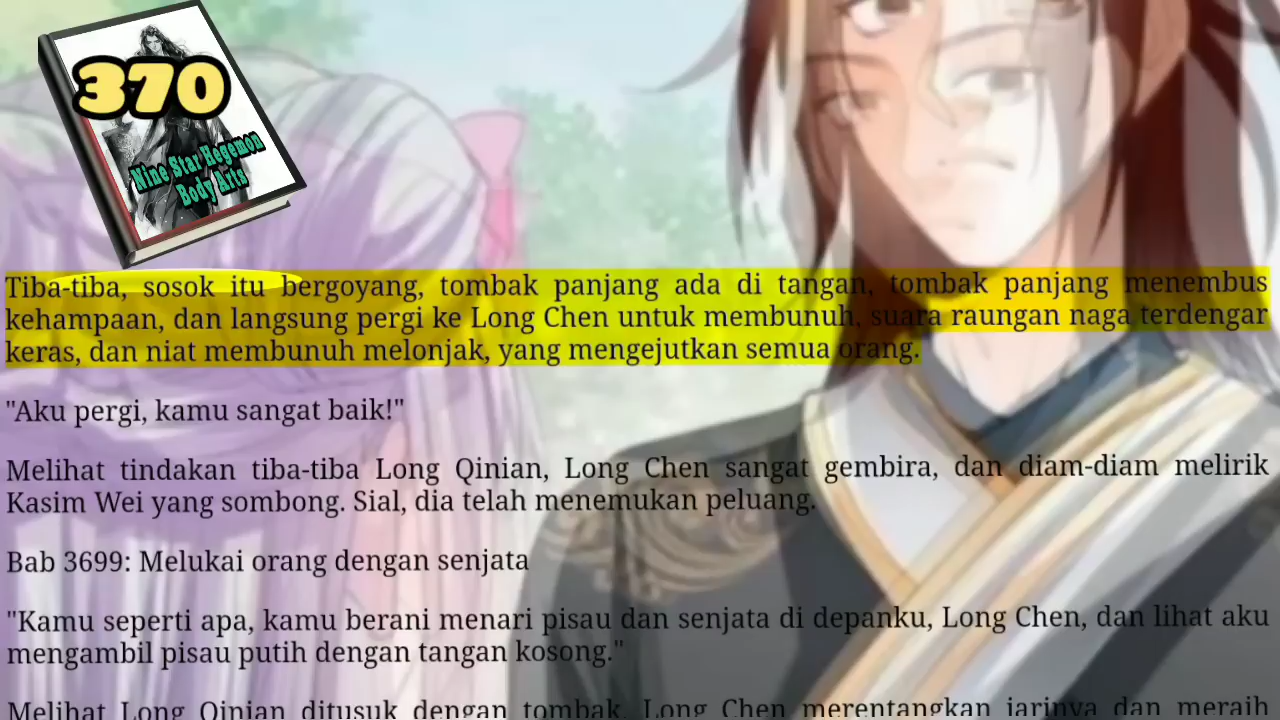 370
Nine Star Hegemon
Body Arts
Tiba-tiba, sosok itu bergoyang, tombak panjang ada di tangan, tombak panjang menembus
kehampaan, dan langsung pergi ke Long Chen untuk membunuh, suara raungan naga terdengar
keras, dan niat membunuh melonjak, yang mengejutkan semua orang.
"Aku pergi, kamu sangat baik!"
Melihat tindakan tiba-tiba Long Qinian, Long Chen sangat gembira, dan diam-diam melirik
Kasim Wei yang sombong. Sial, dia telah menemukan peluang.
Bab 3699: Melukai orang dengan senjata
"Kamu seperti apa, kamu berani menari pisau dan senjata di depanku, Long Chen, dan lihat aku
mengambil pisau putih dengan tangan kosong."
Melihat Long Qinian ditusuk dengan tombak, Long Chen merentangkan jarinya dan meraih